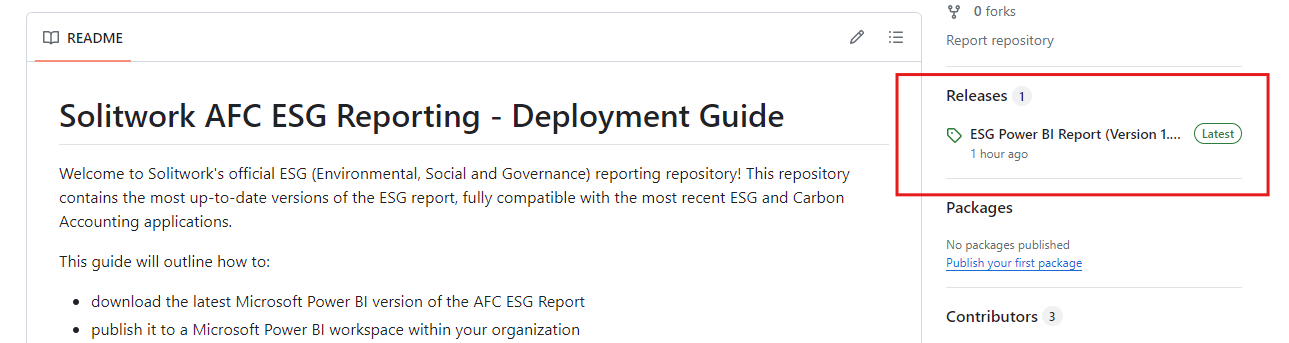 README
Solitwork AFC ESG Reporting - Deployment Guide
Welcome to Solitwork's official ESG (Environmental, Social and Governance) reporting repository! This repository
contains the most up-to-date versions of the ESG report, fully compatible with the most recent ESG and Carbon
Accounting applications.
This guide will outline how to:
• download the latest Microsoft Power BI version of the AFC ESG Report
• publish it to a Microsoft Power BI workspace within your organization
0 forks
Report repository
Releases 1
ESG Power BI Report (Version 1.... Latest
1 hour ago
Packages
No packages published
Publish your first package
Contributors 3